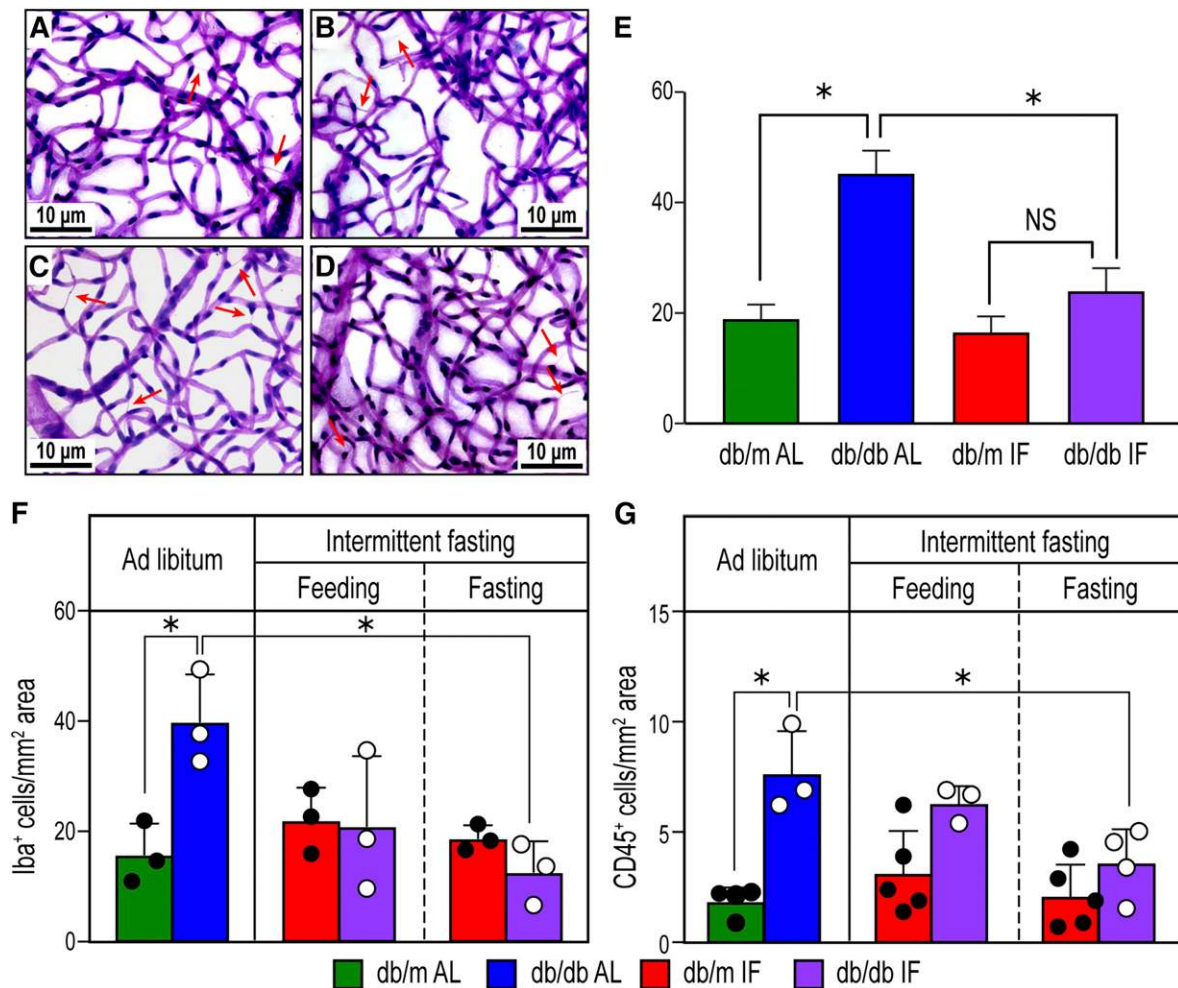 A
B
10 µm
10 µm
C
D
10 µm
10 µm
E
60
40
20
0
*
*
NS
db/m AL
db/db AL
db/m IF
db/db IF
F
Ad libitum
Intermittent fasting
Feeding
Fasting
60
40
20
0
Iba⁺ cells/mm² area
*
*
G
Ad libitum
Intermittent fasting
Feeding
Fasting
15
10
5
0
CD45⁺ cells/mm² area
*
*
db/m AL
db/db AL
db/m IF
db/db IF